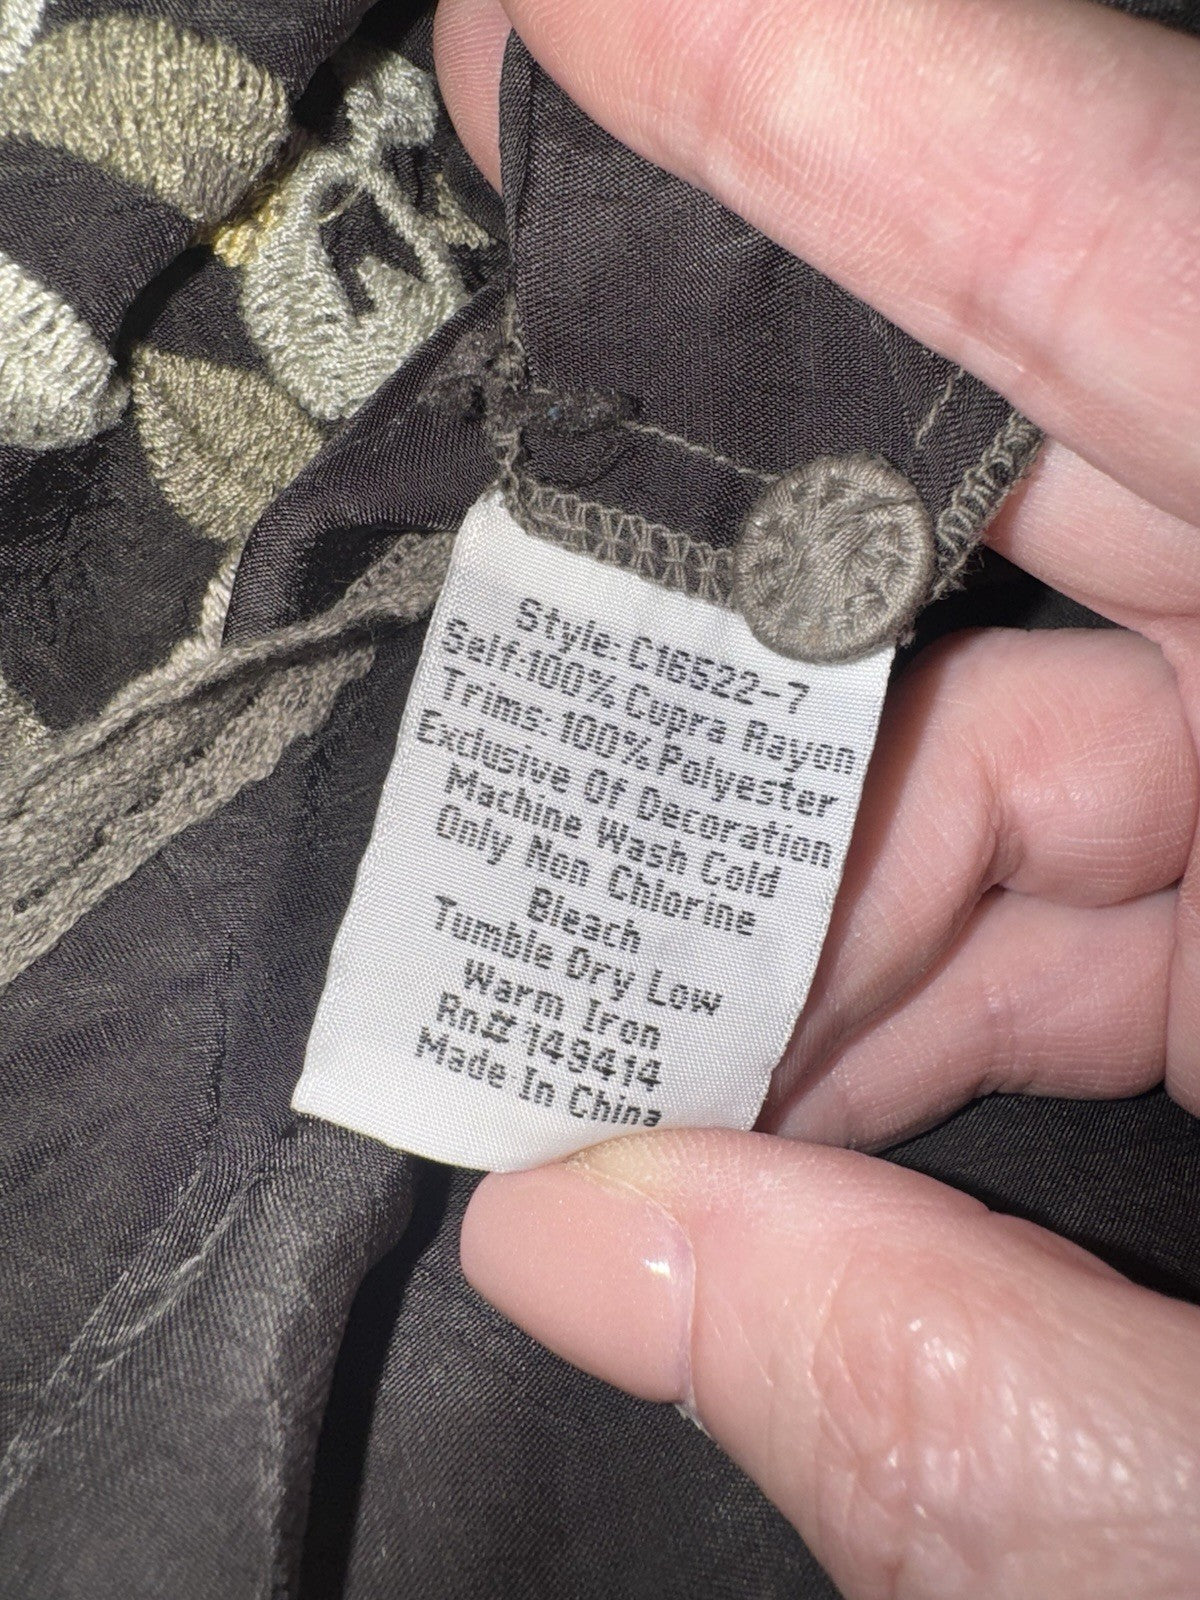 Style: C16522-7
Self:100% Cupra Rayon
Trims: 100% Polyester
Exclusive Of Decoration
Machine Wash Cold
Only Non Chlorine
Bleach
Tumble Dry Low
Warm Iron
Rn# 149414
Made In China